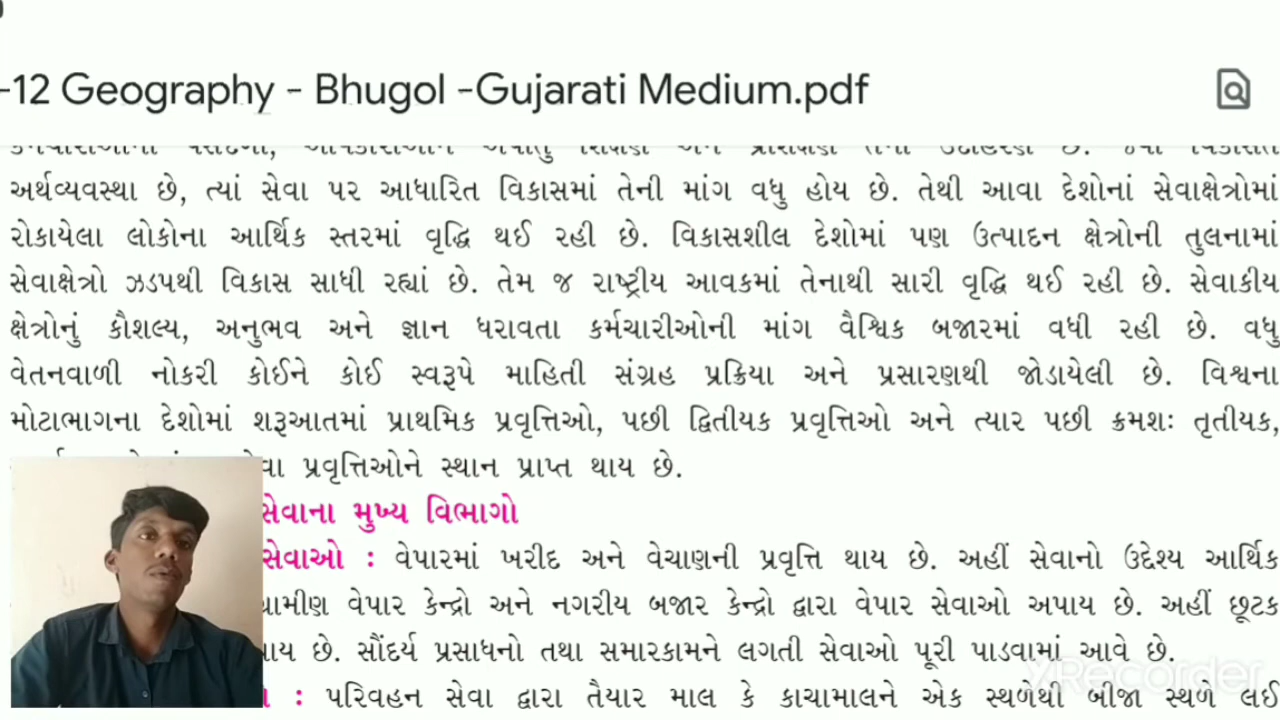 -12 Geography - Bhugol -Gujarati Medium.pdf
અર્થવ્યવસ્થા છે, ત્યાં સેવા પર આધારિત વિકાસમાં તેની માંગ વધુ હોય છે. તેથી આવા દેશોનાં સેવાક્ષેત્રોમાં
રોકાયેલા લોકોના આર્થિક સ્તરમાં વૃદ્ધિ થઈ રહી છે. વિકાસશીલ દેશોમાં પણ ઉત્પાદન ક્ષેત્રોની તુલનામાં
સેવાક્ષેત્રો ઝડપથી વિકાસ સાધી રહ્યાં છે. તેમ જ રાષ્ટ્રીય આવકમાં તેનાથી સારી વૃદ્ધિ થઈ રહી છે. સેવાકીય
ક્ષેત્રોનું કૌશલ્ય, અનુભવ અને જ્ઞાન ધરાવતા કર્મચારીઓની માંગ વૈશ્વિક બજારમાં વધી રહી છે. વધુ
વેતનવાળી નોકરી કોઈને કોઈ સ્વરૂપે માહિતી સંગ્રહ પ્રક્રિયા અને પ્રસારણથી જોડાયેલી છે. વિશ્વના
મોટાભાગના દેશોમાં શરૂઆતમાં પ્રાથમિક પ્રવૃત્તિઓ, પછી દ્વિતીયક પ્રવૃત્તિઓ અને ત્યાર પછી ક્રમશઃ તૃતીયક,
પ્રવૃત્તિઓને સ્થાન પ્રાપ્ત થાય છે.
સેવાના મુખ્ય વિભાગો
સેવાઓ : વેપારમાં ખરીદ અને વેચાણની પ્રવૃત્તિ થાય છે. અહીં સેવાનો ઉદેશ્ય આર્થિક
વેપાર કેન્દ્રો અને નગરીય બજાર કેન્દ્રો દ્વારા વેપાર સેવાઓ અપાય છે. અહીં છૂટક
છે. સૌંદર્ય પ્રસાધનો તથા સમારકામને લગતી સેવાઓ પૂરી પાડવામાં આવે છે.
: પરિવહન સેવા દ્વારા તૈયાર માલ કે કાચામાલને એક સ્થળેથી બીજા સ્થળે લઈ
XRecorder